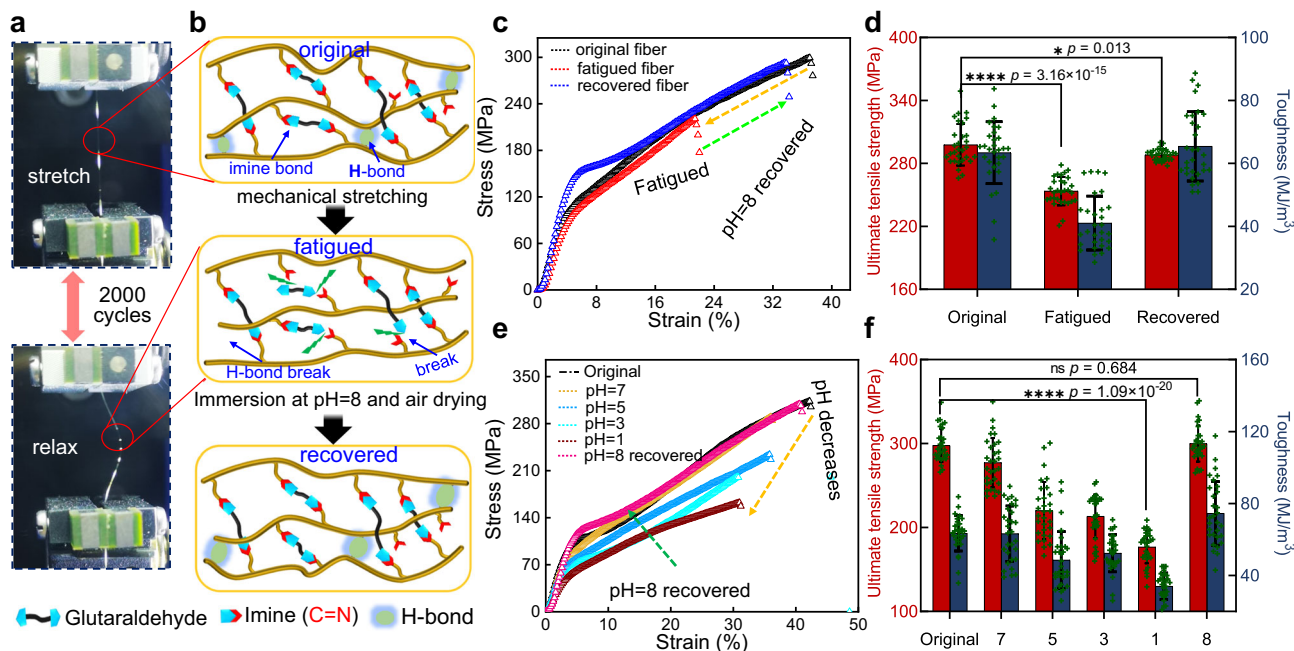 a
stretch
2000
cycles
relax
b
original
imine bond
H-bond
mechanical stretching
fatigued
H-bond break
break
Immersion at pH=8 and air drying
recovered
Glutaraldehyde
Imine (C=N)
H-bond
c
original fiber
fatigued fiber
recovered fiber
Fatigued
pH=8 recovered
Stress (MPa)
300
240
180
120
60
0
0
8
16
24
32
40
Strain (%)
d
Ultimate tensile strength (MPa)
400
340
280
220
160
* p = 0.013
**** p = 3.16×10-15
100
80
60
40
20
Toughness (MJ/m³)
Original
Fatigued
Recovered
e
Original
pH=7
pH=5
pH=3
pH=1
pH=8 recovered
pH decreases
pH=8 recovered
Stress (MPa)
350
280
210
140
70
0
0
10
20
30
40
50
Strain (%)
f
Ultimate tensile strength (MPa)
400
300
200
100
ns p = 0.684
**** p = 1.09×10-20
160
120
80
40
Toughness (MJ/m³)
Original
7
5
3
1
8